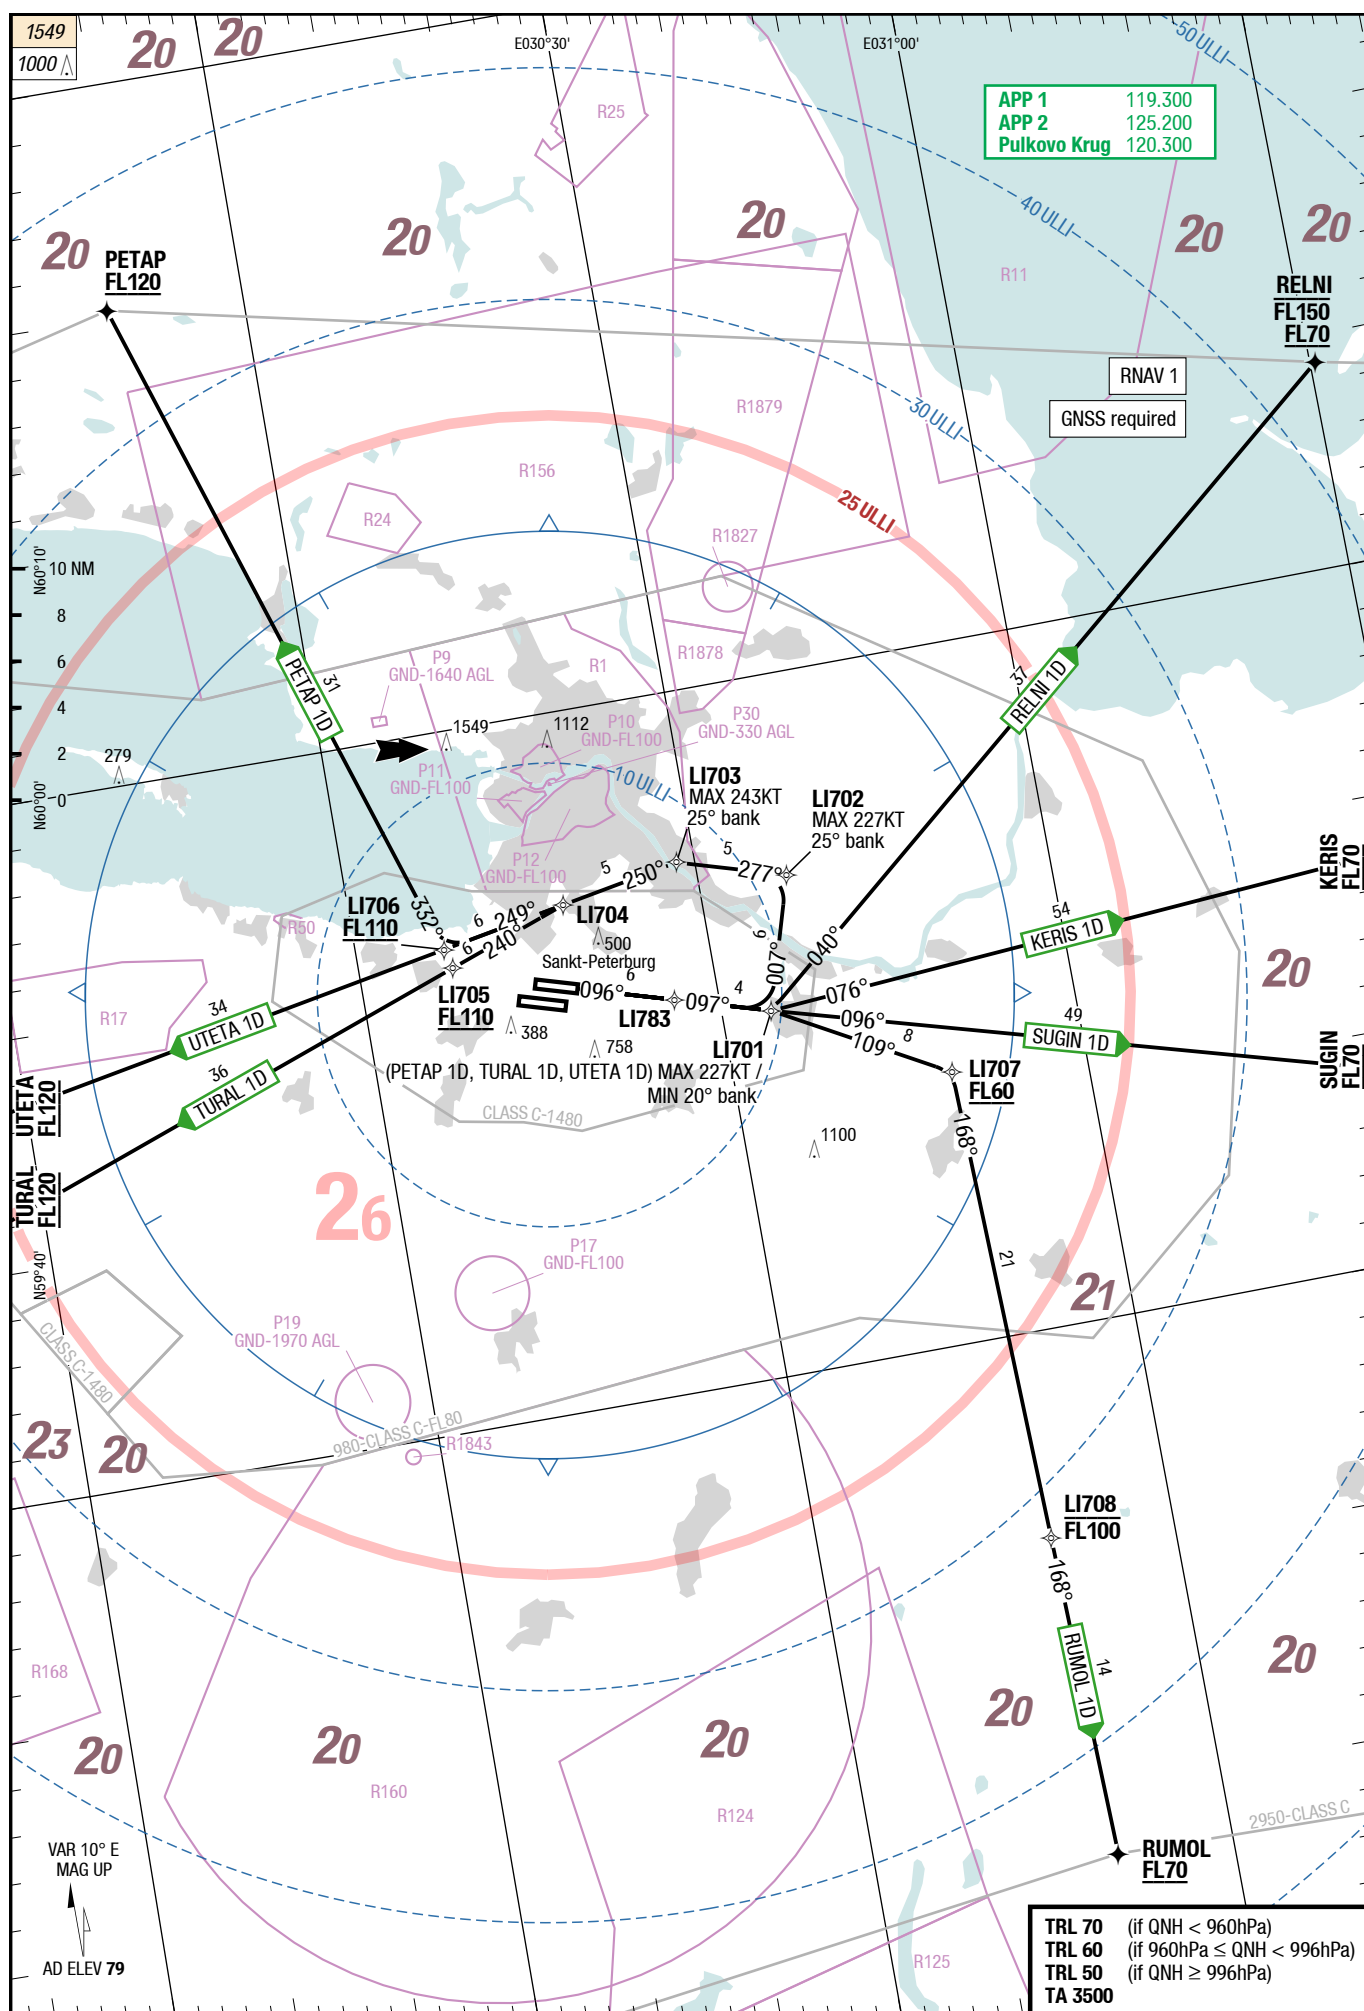 1549
1000
20
20
E030°30'
E031°00'
50 ULLI
APP 1 119.300
APP 2 125.200
Pulkovo Krug 120.300
R25
40 ULLI
20
20
20
20
20
PETAP
FL120
R11
RELNI
FL150
FL70
RNAV 1
GNSS required
30 ULLI
R1879
R156
25 ULLI
R24
R1827
N60°10'
10 NM
8
6
4
2
0
N60°00'
PETAP 1D
31
P9
GND-1640 AGL
R1
R1878
37
RELNI 1D
279
1549
1112
P10
GND-FL100
P30
GND-330 AGL
P11
GND-FL100
10 ULLI
LI703
MAX 243KT
25° bank
LI702
MAX 227KT
25° bank
P12
GND-FL100
5
250°
5
277°
KERIS
FL70
332°
LI706
FL110
6
249°
6
240°
LI704
R50
500
Sankt-Peterburg
9
007°
040°
54
KERIS 1D
20
R17
34
UTETA 1D
LI705
FL110
096°
6
LI783
097°
4
076°
096°
8
109°
49
SUGIN 1D
SUGIN
FL70
388
758
LI701
(PETAP 1D, TURAL 1D, UTETA 1D) MAX 227KT /
MIN 20° bank
LI707
FL60
36
TURAL 1D
UTETA
FL120
CLASS C-1480
TURAL
FL120
1100
168°
26
P17
GND-FL100
21
N59°40'
21
P19
GND-1970 AGL
CLASS C-1480
980-CLASS C-FL80
R1843
23
20
LI708
FL100
168°
R168
14
RUMOL 1D
20
20
20
20
20
R160
R124
2950-CLASS C
VAR 10° E
MAG UP
RUMOL
FL70
AD ELEV 79
R125
TRL 70 (if QNH < 960hPa)
TRL 60 (if 960hPa ≤ QNH < 996hPa)
TRL 50 (if QNH ≥ 996hPa)
TA 3500